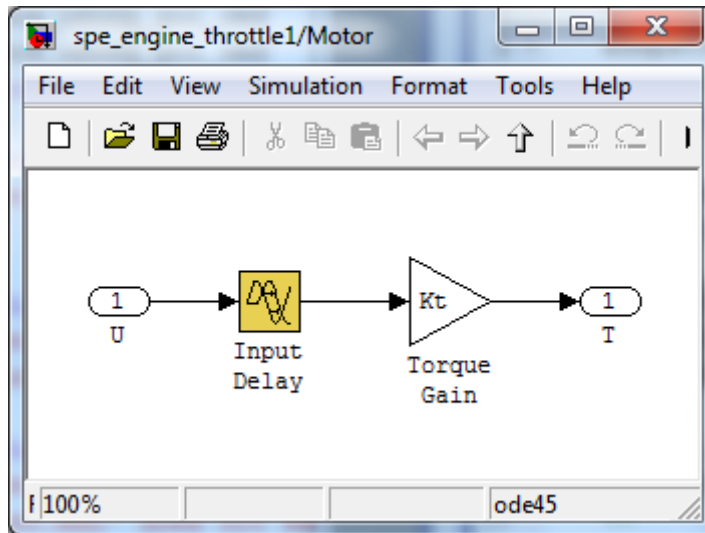 spe_engine_throttle1/Motor
File Edit View Simulation Format Tools Help
1 Kt 1
U Input Delay Torque Gain T
100% ode45